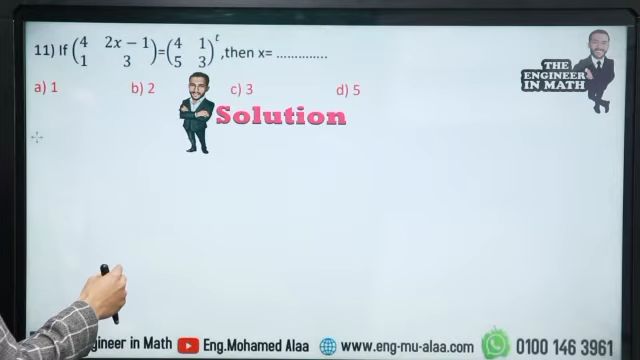 11) If (4 2x − 1
1 3)=(4 1
5 3)ᵗ ,then x= .............
a) 1 b) 2 c) 3 d) 5
THE
ENGINEER
IN MATH
Solution
gineer in Math Eng.Mohamed Alaa www.eng-mu-alaa.com 0100 146 3961